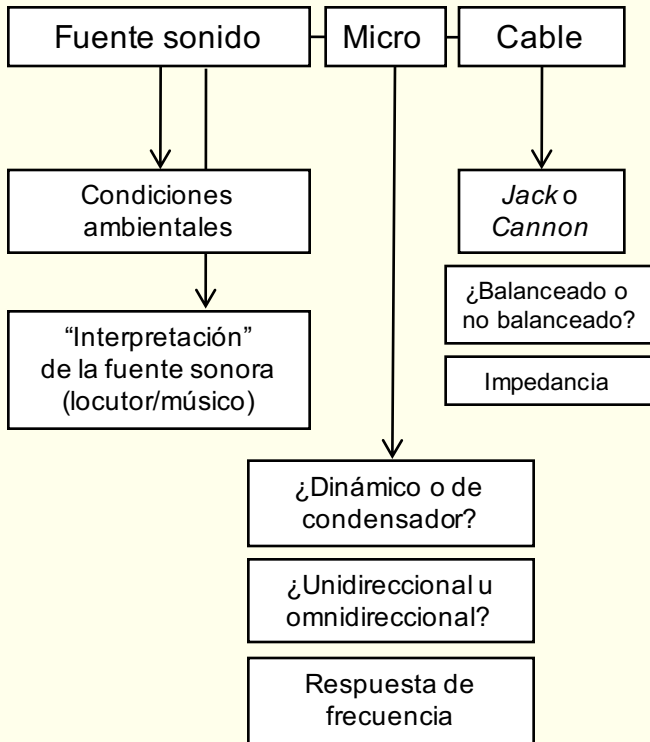 Fuente sonido
Micro
Cable
Condiciones
ambientales
“Interpretación”
de la fuente sonora
(locutor/músico)
Jack o
Cannon
¿Balanceado o
no balanceado?
Impedancia
¿Dinámico o de
condensador?
¿Unidireccional u
omnidireccional?
Respuesta de
frecuencia